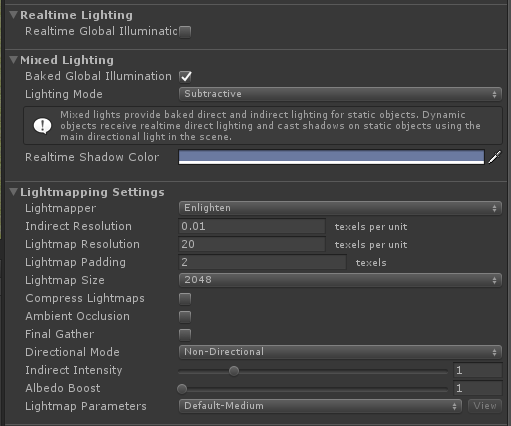 Realtime Lighting
Realtime Global Illuminatic
Mixed Lighting
Baked Global Illumination
Lighting Mode Subtractive
Mixed lights provide baked direct and indirect lighting for static objects. Dynamic
objects receive realtime direct lighting and cast shadows on static objects using the
main directional light in the scene.
Realtime Shadow Color
Lightmapping Settings
Lightmapper Enlighten
Indirect Resolution 0.01 texels per unit
Lightmap Resolution 20 texels per unit
Lightmap Padding 2 texels
Lightmap Size 2048
Compress Lightmaps
Ambient Occlusion
Final Gather
Directional Mode Non-Directional
Indirect Intensity 1
Albedo Boost 1
Lightmap Parameters Default-Medium View